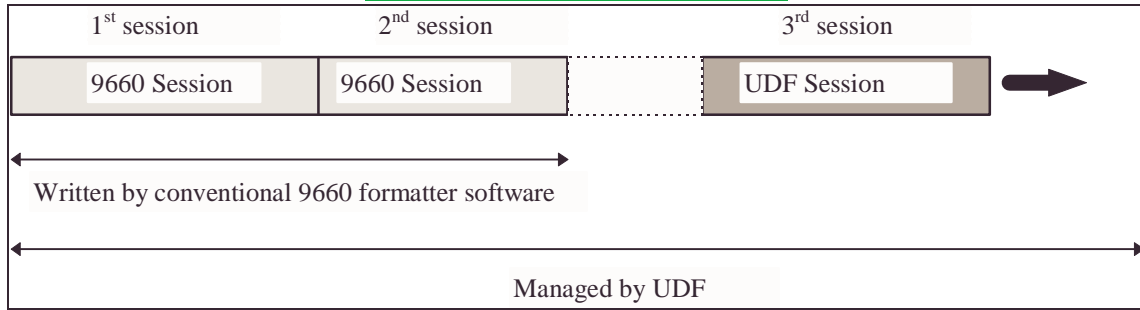 1st session 2nd session 3rd session
9660 Session 9660 Session UDF Session
Written by conventional 9660 formatter software
Managed by UDF